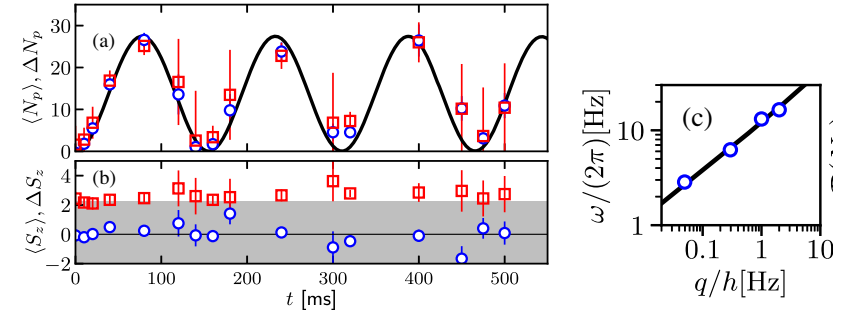 30
20
10
0
⟨N_p⟩, ΔN_p
(a)
4
2
0
−2
⟨S_z⟩, ΔS_z
(b)
0 100 200 300 400 500
t [ms]
10
1
ω/(2π)[Hz]
(c)
0.1 1 10
q/h[Hz]